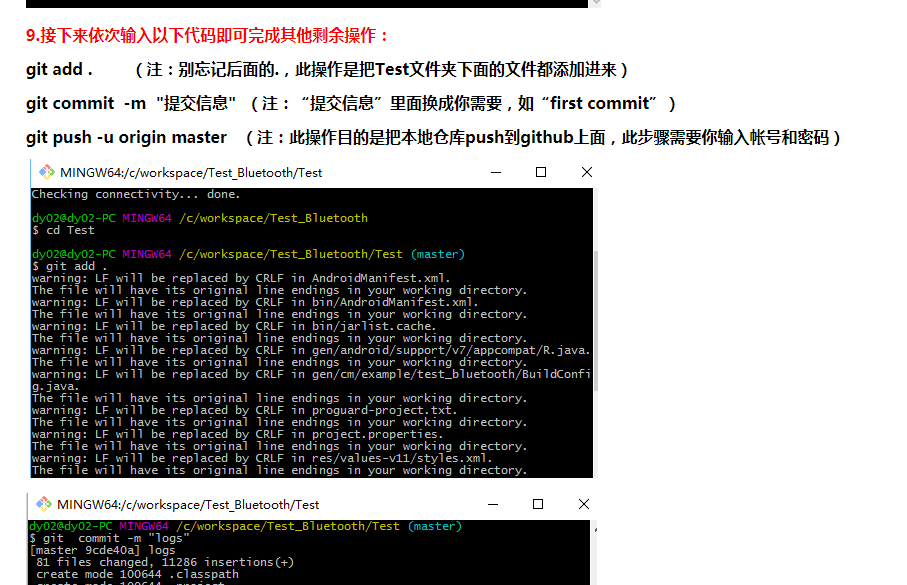 9.接下来依次输入以下代码即可完成其他剩余操作：
git add . （注：别忘记后面的.，此操作是把Test文件夹下面的文件都添加进来）
git commit -m "提交信息" （注：“提交信息”里面换成你需要，如“first commit”）
git push -u origin master （注：此操作目的是把本地仓库push到github上面，此步骤需要你输入帐号和密码）
MINGW64:/c/workspace/Test_Bluetooth/Test
Checking connectivity... done.
dy02@dy02-PC MINGW64 /c/workspace/Test_Bluetooth
$ cd Test
dy02@dy02-PC MINGW64 /c/workspace/Test_Bluetooth/Test (master)
$ git add .
warning: LF will be replaced by CRLF in AndroidManifest.xml.
The file will have its original line endings in your working directory.
warning: LF will be replaced by CRLF in bin/AndroidManifest.xml.
The file will have its original line endings in your working directory.
warning: LF will be replaced by CRLF in bin/jarlist.cache.
The file will have its original line endings in your working directory.
warning: LF will be replaced by CRLF in gen/android/support/v7/appcompat/R.java.
The file will have its original line endings in your working directory.
warning: LF will be replaced by CRLF in gen/cm/example/test_bluetooth/BuildConfi
g.java.
The file will have its original line endings in your working directory.
warning: LF will be replaced by CRLF in proguard-project.txt.
The file will have its original line endings in your working directory.
warning: LF will be replaced by CRLF in project.properties.
The file will have its original line endings in your working directory.
warning: LF will be replaced by CRLF in res/values-v11/styles.xml.
The file will have its original line endings in your working directory.
MINGW64:/c/workspace/Test_Bluetooth/Test
dy02@dy02-PC MINGW64 /c/workspace/Test_Bluetooth/Test (master)
$ git commit -m "logs"
[master 9cde40a] logs
81 files changed, 11286 insertions(+)
create mode 100644 .classpath